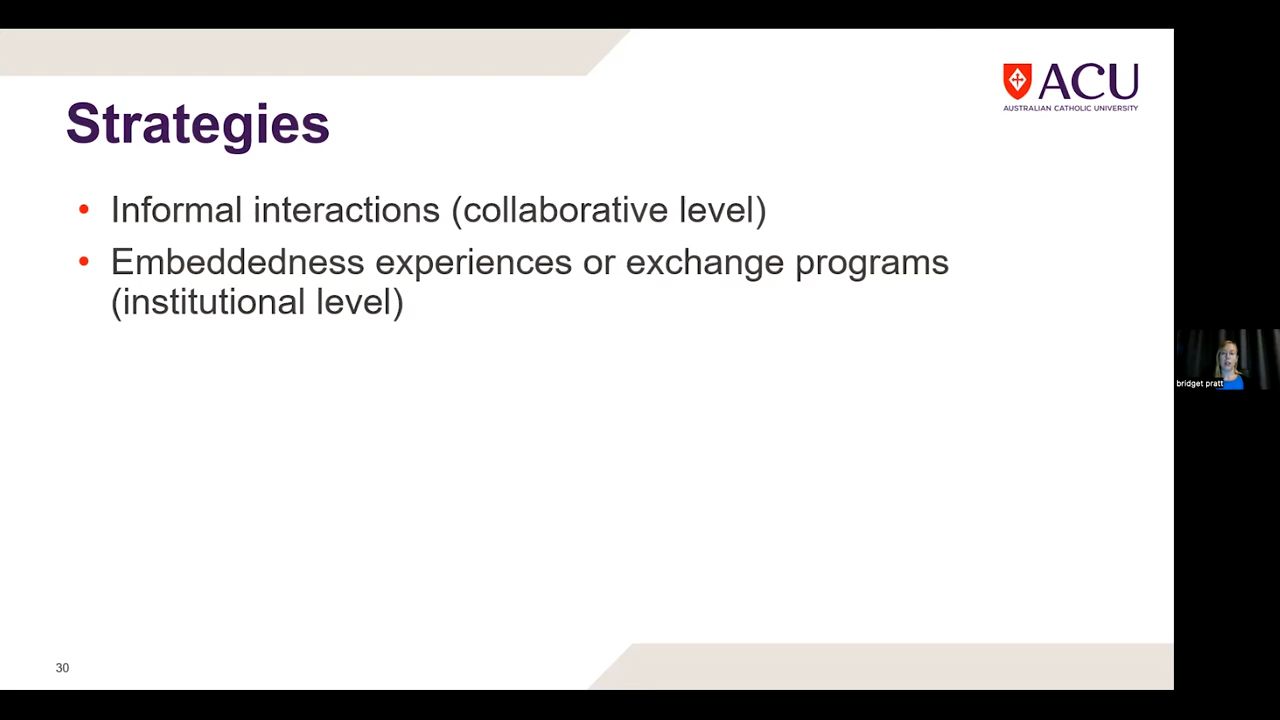 ACU
AUSTRALIAN CATHOLIC UNIVERSITY
Strategies
• Informal interactions (collaborative level)
• Embeddedness experiences or exchange programs
(institutional level)
bridget pratt
30